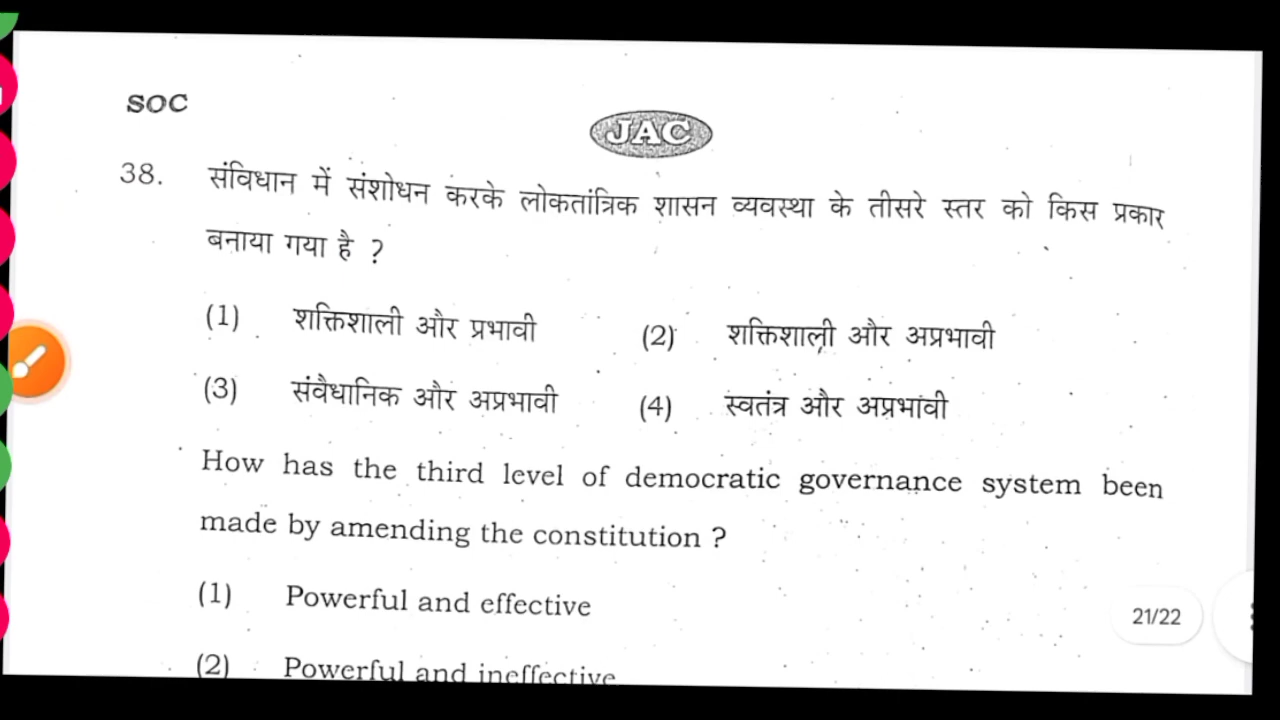 SOC
JAC
38. संविधान में संशोधन करके लोकतांत्रिक शासन व्यवस्था के तीसरे स्तर को किस प्रकार
बनाया गया है ?
(1) शक्तिशाली और प्रभावी (2) शक्तिशाली और अप्रभावी
(3) संवैधानिक और अप्रभावी (4) स्वतंत्र और अप्रभावी
How has the third level of democratic governance system been
made by amending the constitution ?
(1) Powerful and effective
21/22
(2) Powerful and ineffective